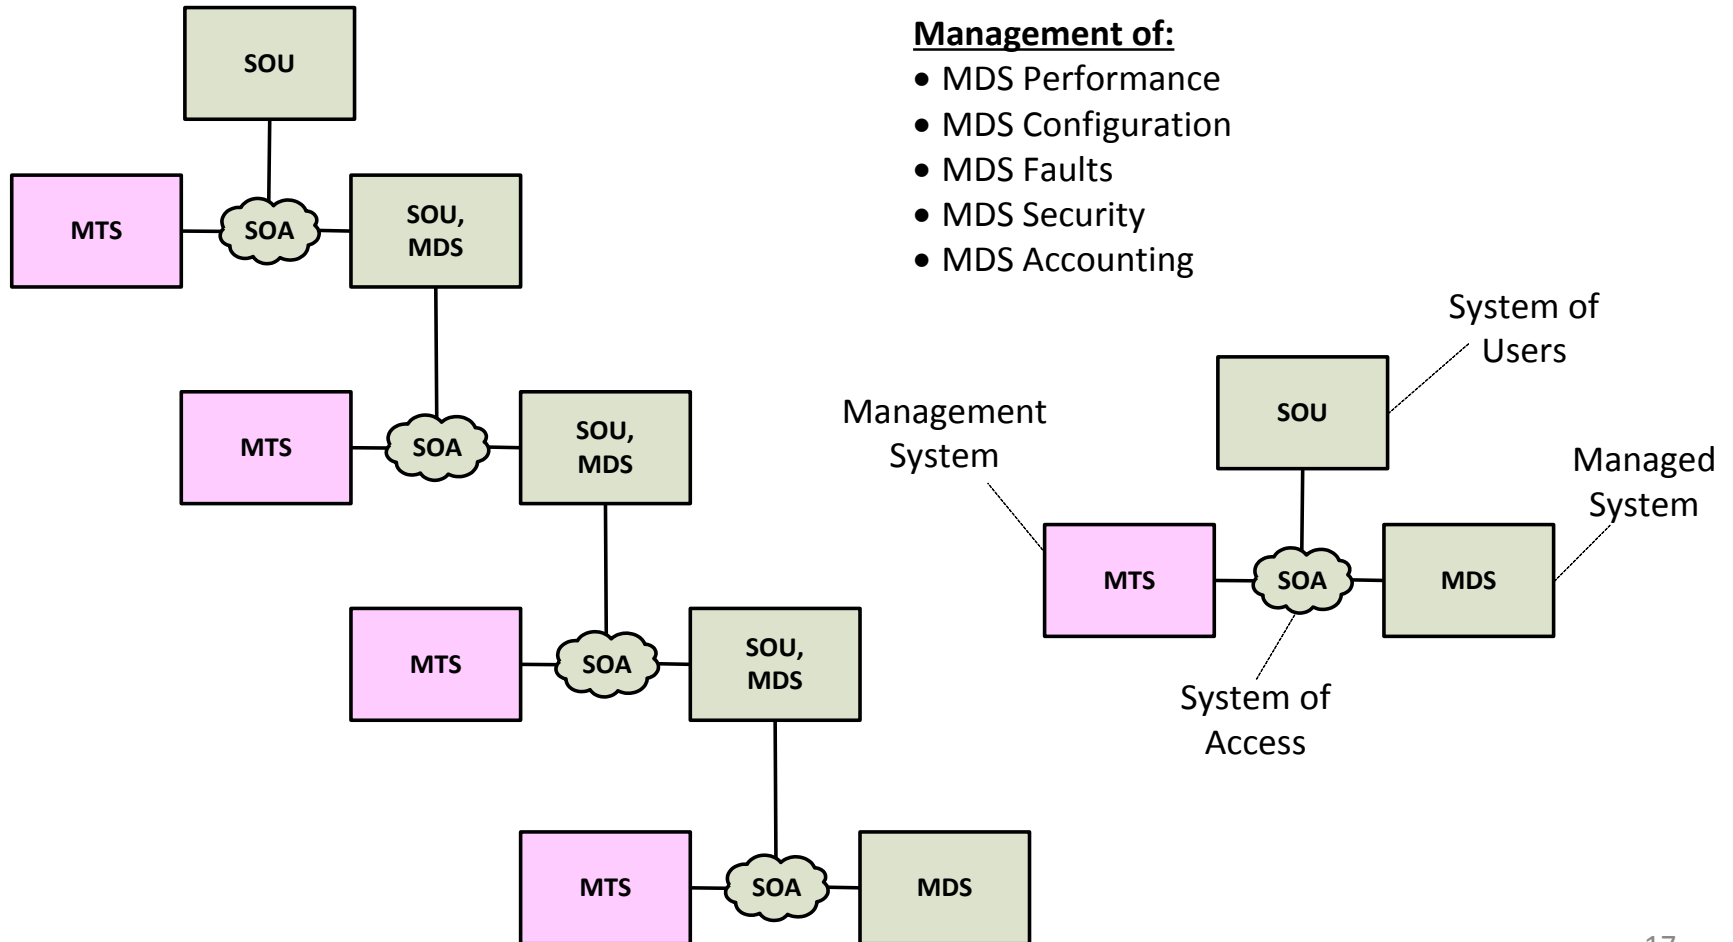 SOU
MTS
SOA
SOU,
MDS
MTS
SOA
SOU,
MDS
MTS
SOA
SOU,
MDS
MTS
SOA
MDS
Management of:
• MDS Performance
• MDS Configuration
• MDS Faults
• MDS Security
• MDS Accounting
System of
Users
SOU
Management
System
Managed
System
MTS
SOA
MDS
System of
Access
17